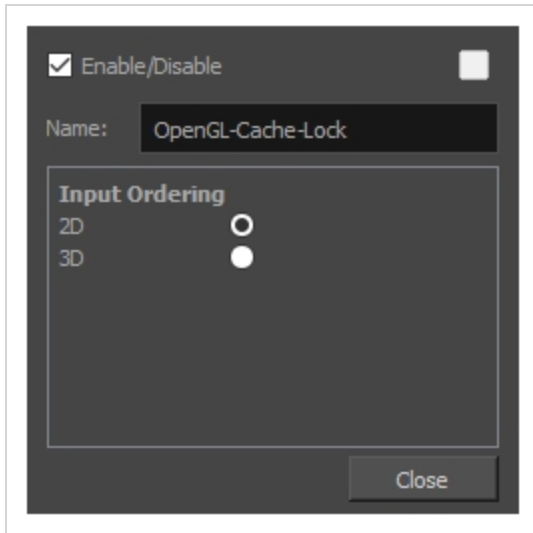 Enable/Disable
Name: OpenGL-Cache-Lock
Input Ordering
2D
3D
Close